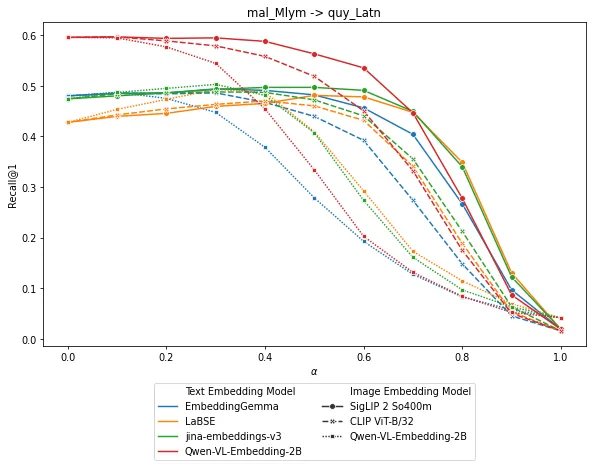 mal_Mlym -> quy_Latn
0.6
0.5
0.4
0.3
0.2
0.1
0.0
Recall@1
0.0 0.2 0.4 0.6 0.8 1.0
α
Text Embedding Model Image Embedding Model
EmbeddingGemma SigLIP 2 So400m
LaBSE CLIP ViT-B/32
jina-embeddings-v3 Qwen-VL-Embedding-2B
Qwen-VL-Embedding-2B